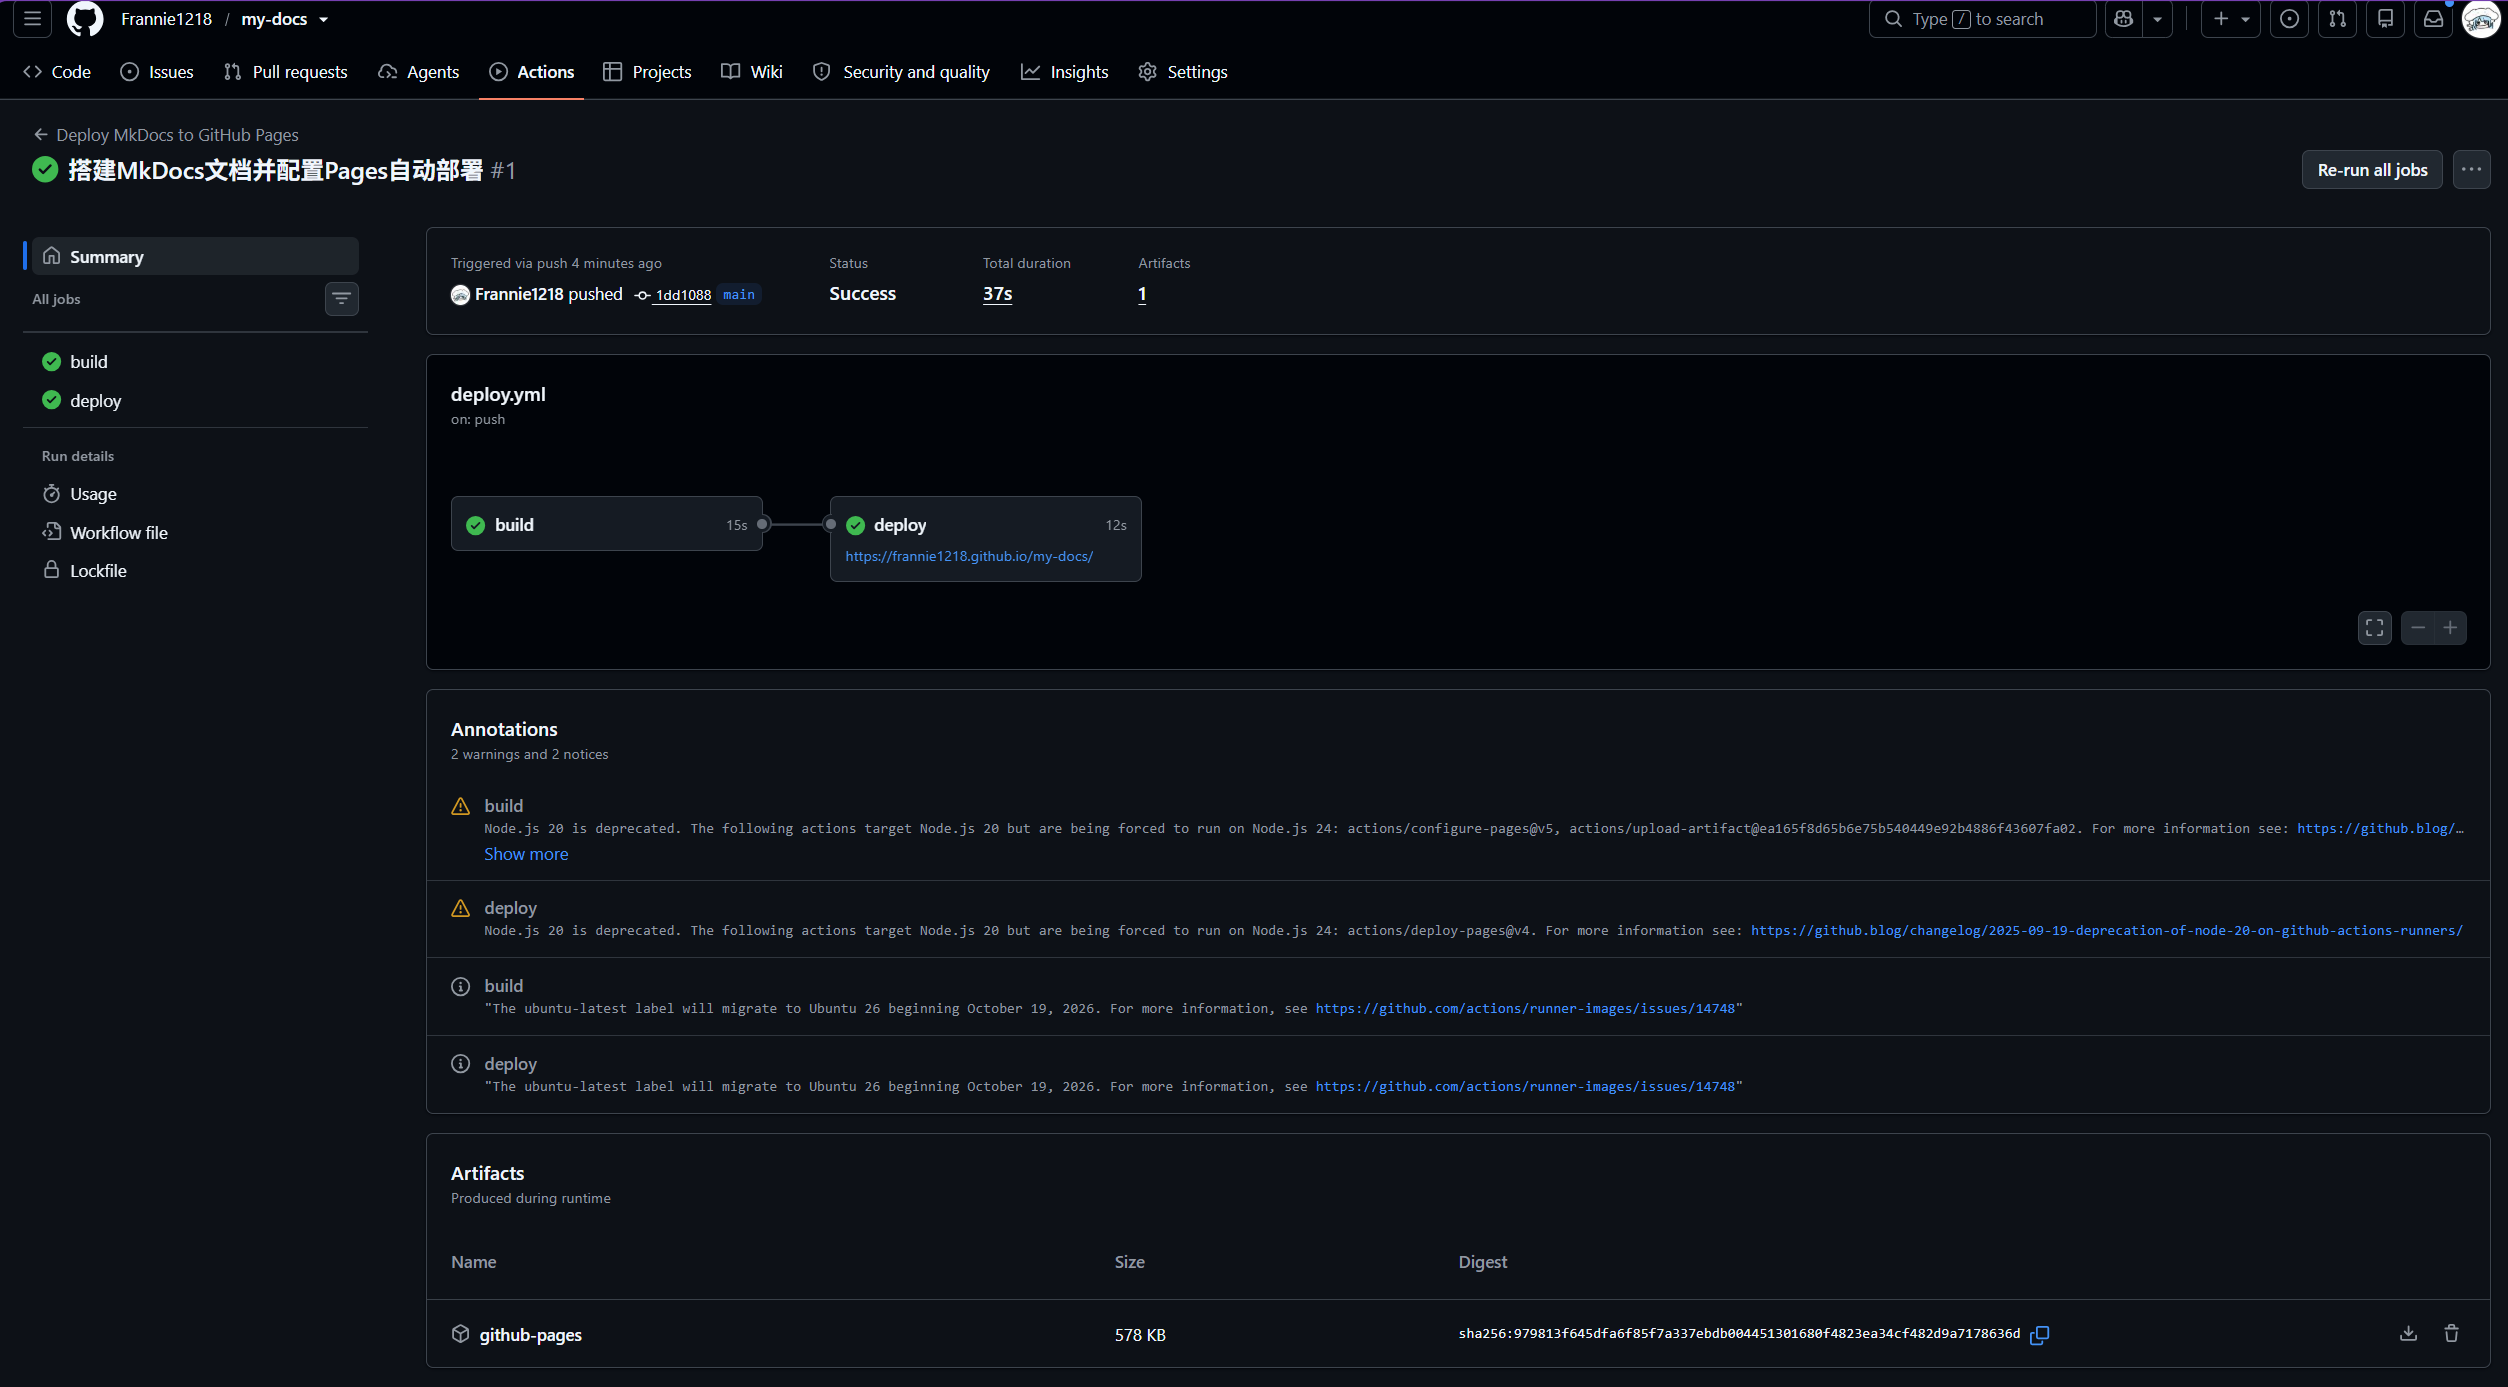 Frannie1218 / my-docs
Type / to search
Code
Issues
Pull requests
Agents
Actions
Projects
Wiki
Security and quality
Insights
Settings
Deploy MkDocs to GitHub Pages
搭建MkDocs文档并配置Pages自动部署 #1
Re-run all jobs
Summary
All jobs
build
deploy
Run details
Usage
Workflow file
Lockfile
Triggered via push 4 minutes ago
Frannie1218 pushed 1dd1088 main
Status
Success
Total duration
37s
Artifacts
1
deploy.yml
on: push
build 15s
deploy 12s
https://frannie1218.github.io/my-docs/
Annotations
2 warnings and 2 notices
build
Node.js 20 is deprecated. The following actions target Node.js 20 but are being forced to run on Node.js 24: actions/configure-pages@v5, actions/upload-artifact@ea165f8d65b6e75b540449e92b4886f43607fa02. For more information see: https://github.blog/…
Show more
deploy
Node.js 20 is deprecated. The following actions target Node.js 20 but are being forced to run on Node.js 24: actions/deploy-pages@v4. For more information see: https://github.blog/changelog/2025-09-19-deprecation-of-node-20-on-github-actions-runners/
build
"The ubuntu-latest label will migrate to Ubuntu 26 beginning October 19, 2026. For more information, see https://github.com/actions/runner-images/issues/14748"
deploy
"The ubuntu-latest label will migrate to Ubuntu 26 beginning October 19, 2026. For more information, see https://github.com/actions/runner-images/issues/14748"
Artifacts
Produced during runtime
Name Size Digest
github-pages 578 KB sha256:979813f645dfa6f85f7a337ebdb004451301680f4823ea34cf482d9a7178636d